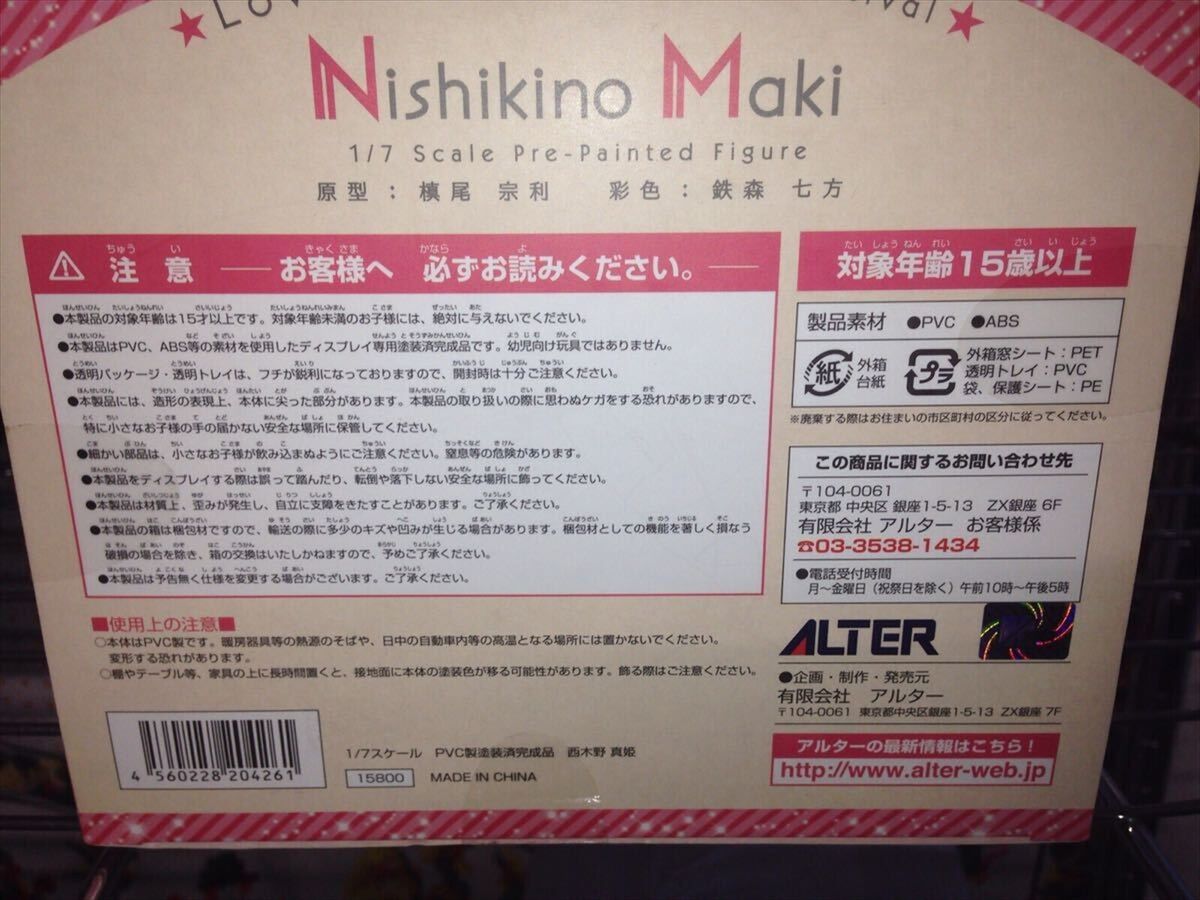 Nishikino Maki
1/7 Scale Pre-Painted Figure
原型：槙尾 宗利　彩色：鉄森 七方
注意 ── お客様へ 必ずお読みください。──
●本製品の対象年齢は15才以上です。対象年齢未満のお子様には、絶対に与えないでください。
●本製品はPVC、ABS等の素材を使用したディスプレイ専用塗装済完成品です。幼児向け玩具ではありません。
●透明パッケージ・透明トレイは、フチが鋭利になっておりますので、開封時は十分ご注意ください。
●本製品には、造形の表現上、本体に尖った部分があります。本製品の取り扱いの際に思わぬケガをする恐れがありますので、
特に小さなお子様の手の届かない安全な場所に保管してください。
●細かい部品は、小さなお子様が飲み込まぬようにご注意ください。窒息等の危険があります。
●本製品をディスプレイする際は誤って踏んだり、転倒や落下しない安全な場所に飾ってください。
●本製品は材質上、歪みが発生し、自立に支障をきたすことがあります。ご了承ください。
●本製品の箱は梱包材ですので、輸送の際に多少のキズや凹みが生じる場合があります。梱包材としての機能を著しく損なう
破損の場合を除き、箱の交換はいたしかねますので、予めご了承ください。
●本製品は予告無く仕様を変更する場合がございます。ご了承ください。
■使用上の注意■
○本体はPVC製です。暖房器具等の熱源のそばや、日中の自動車内等の高温となる場所には置かないでください。
変形する恐れがあります。
○棚やテーブル等、家具の上に長時間置くと、接地面に本体の塗装色が移る可能性があります。飾る際はご注意ください。
4 560228 204261
1/7スケール　PVC製塗装済完成品　西木野 真姫
15800　MADE IN CHINA
対象年齢15歳以上
製品素材　●PVC　●ABS
紙 外箱 台紙
プラ 外箱窓シート：PET
透明トレイ：PVC
袋、保護シート：PE
※廃棄する際はお住まいの市区町村の区分に従ってください。
この商品に関するお問い合わせ先
〒104-0061
東京都 中央区 銀座1-5-13　ZX銀座 6F
有限会社 アルター　お客様係
☎03-3538-1434
●電話受付時間
月～金曜日（祝祭日を除く）午前10時～午後5時
ALTER
●企画・制作・発売元
有限会社　アルター
〒104-0061　東京都中央区銀座1-5-13　ZX銀座 7F
アルターの最新情報はこちら！
http://www.alter-web.jp